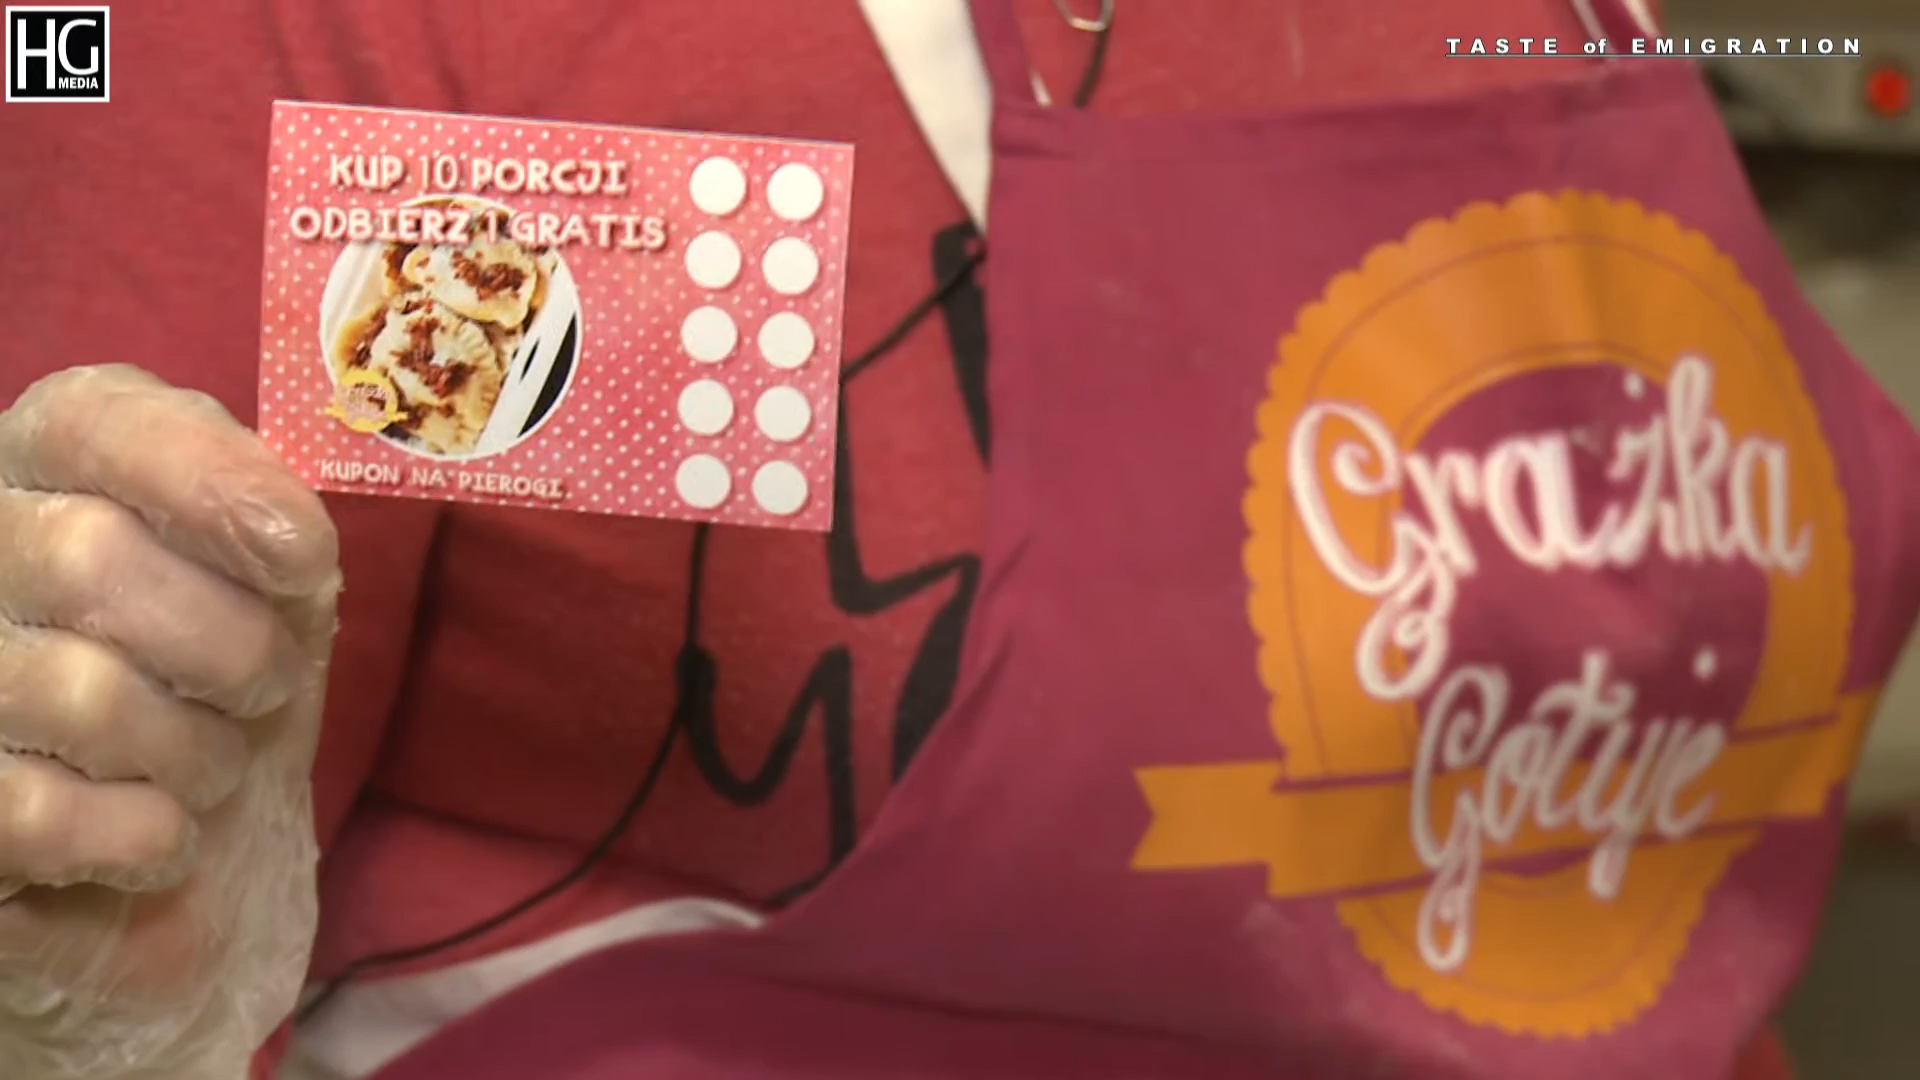 HG
MEDIA
TASTE of EMIGRATION
KUP 10 PORCJI
ODBIERZ 1 GRATIS
KUPON NA PIEROGI
Grażka
Gotuje